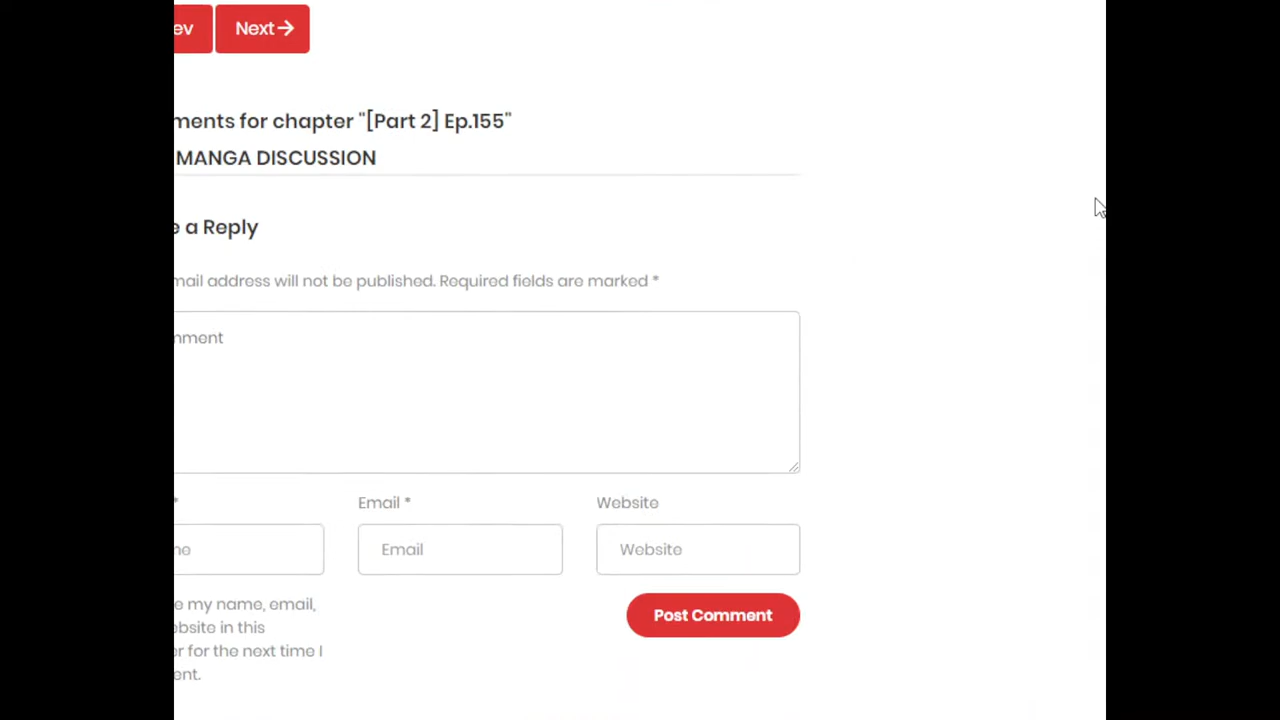 ev Next
ments for chapter "[Part 2] Ep.155"
MANGA DISCUSSION
e a Reply
mail address will not be published. Required fields are marked *
mment
* Email * Website
me Email Website
e my name, email,
ebsite in this
er for the next time I
ent.
Post Comment